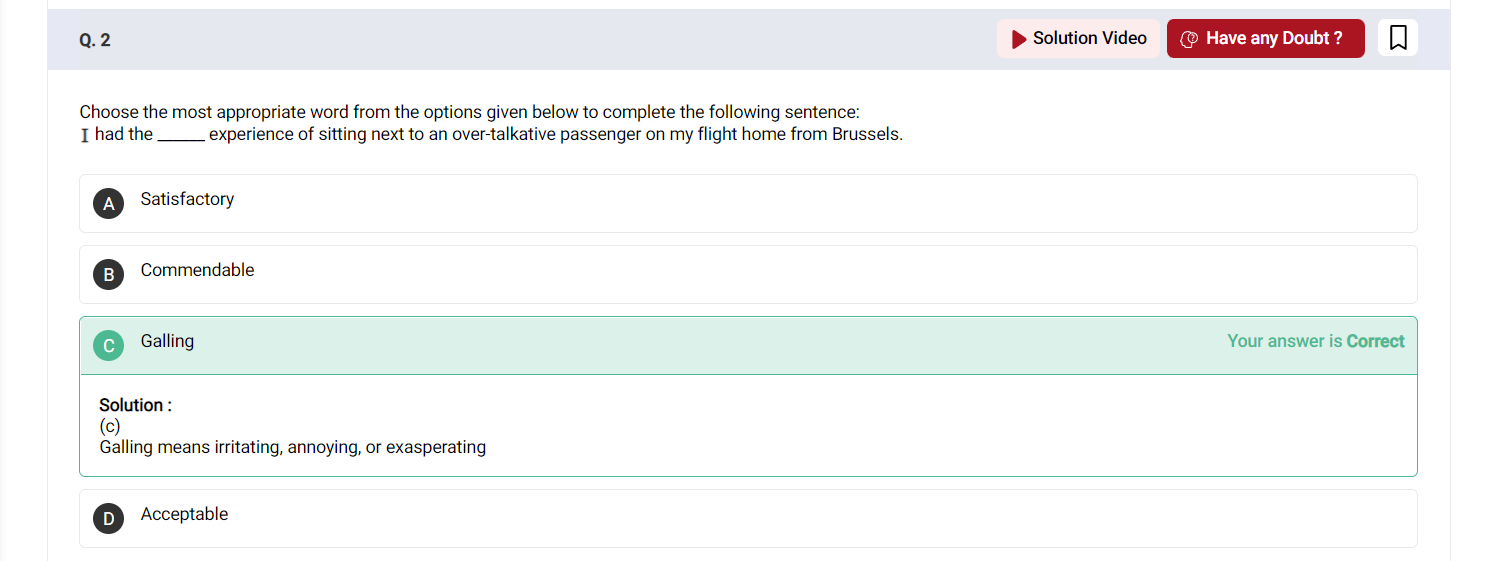 Q. 2
Solution Video
Have any Doubt ?
Choose the most appropriate word from the options given below to complete the following sentence:
I had the ______ experience of sitting next to an over-talkative passenger on my flight home from Brussels.
A Satisfactory
B Commendable
C Galling
Your answer is Correct
Solution :
(c)
Galling means irritating, annoying, or exasperating
D Acceptable